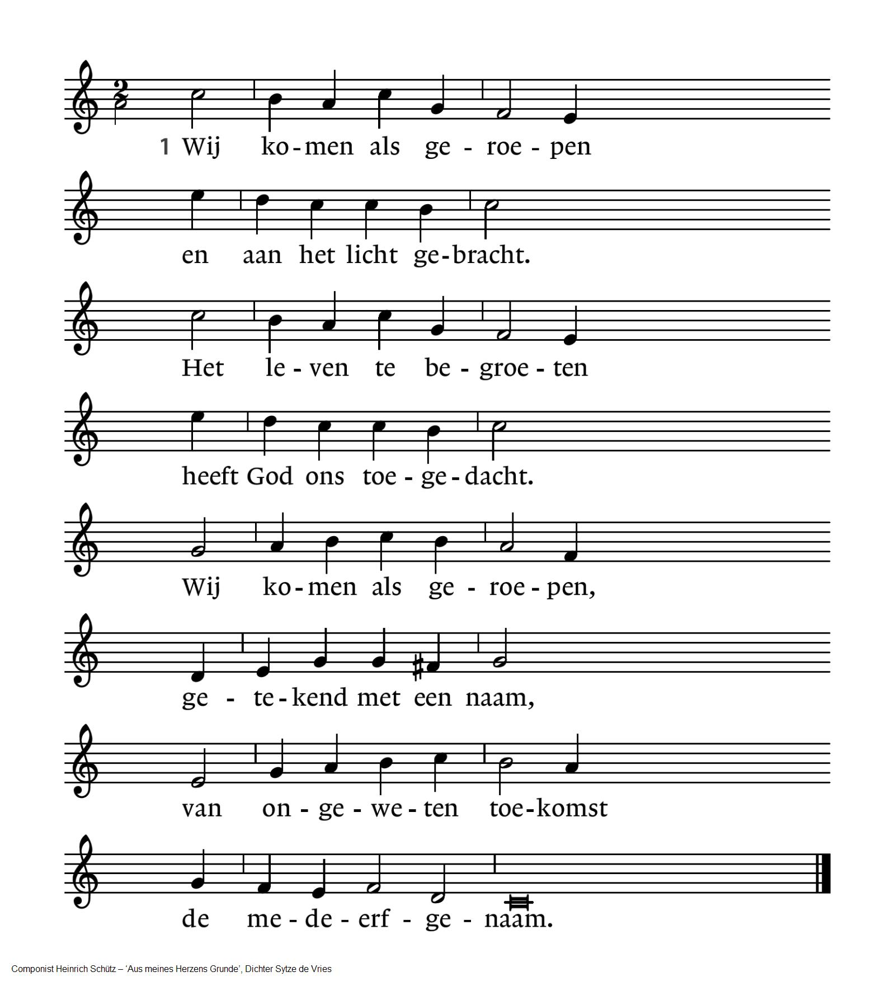 2
1 Wij ko - men als ge - roe - pen
en aan het licht ge - bracht.
Het le - ven te be - groe - ten
heeft God ons toe - ge - dacht.
Wij ko - men als ge - roe - pen,
ge - te - kend met een naam,
van on - ge - we - ten toe - komst
de me - de - erf - ge - naam.
Componist Heinrich Schütz – ‘Aus meines Herzens Grunde’, Dichter Sytze de Vries